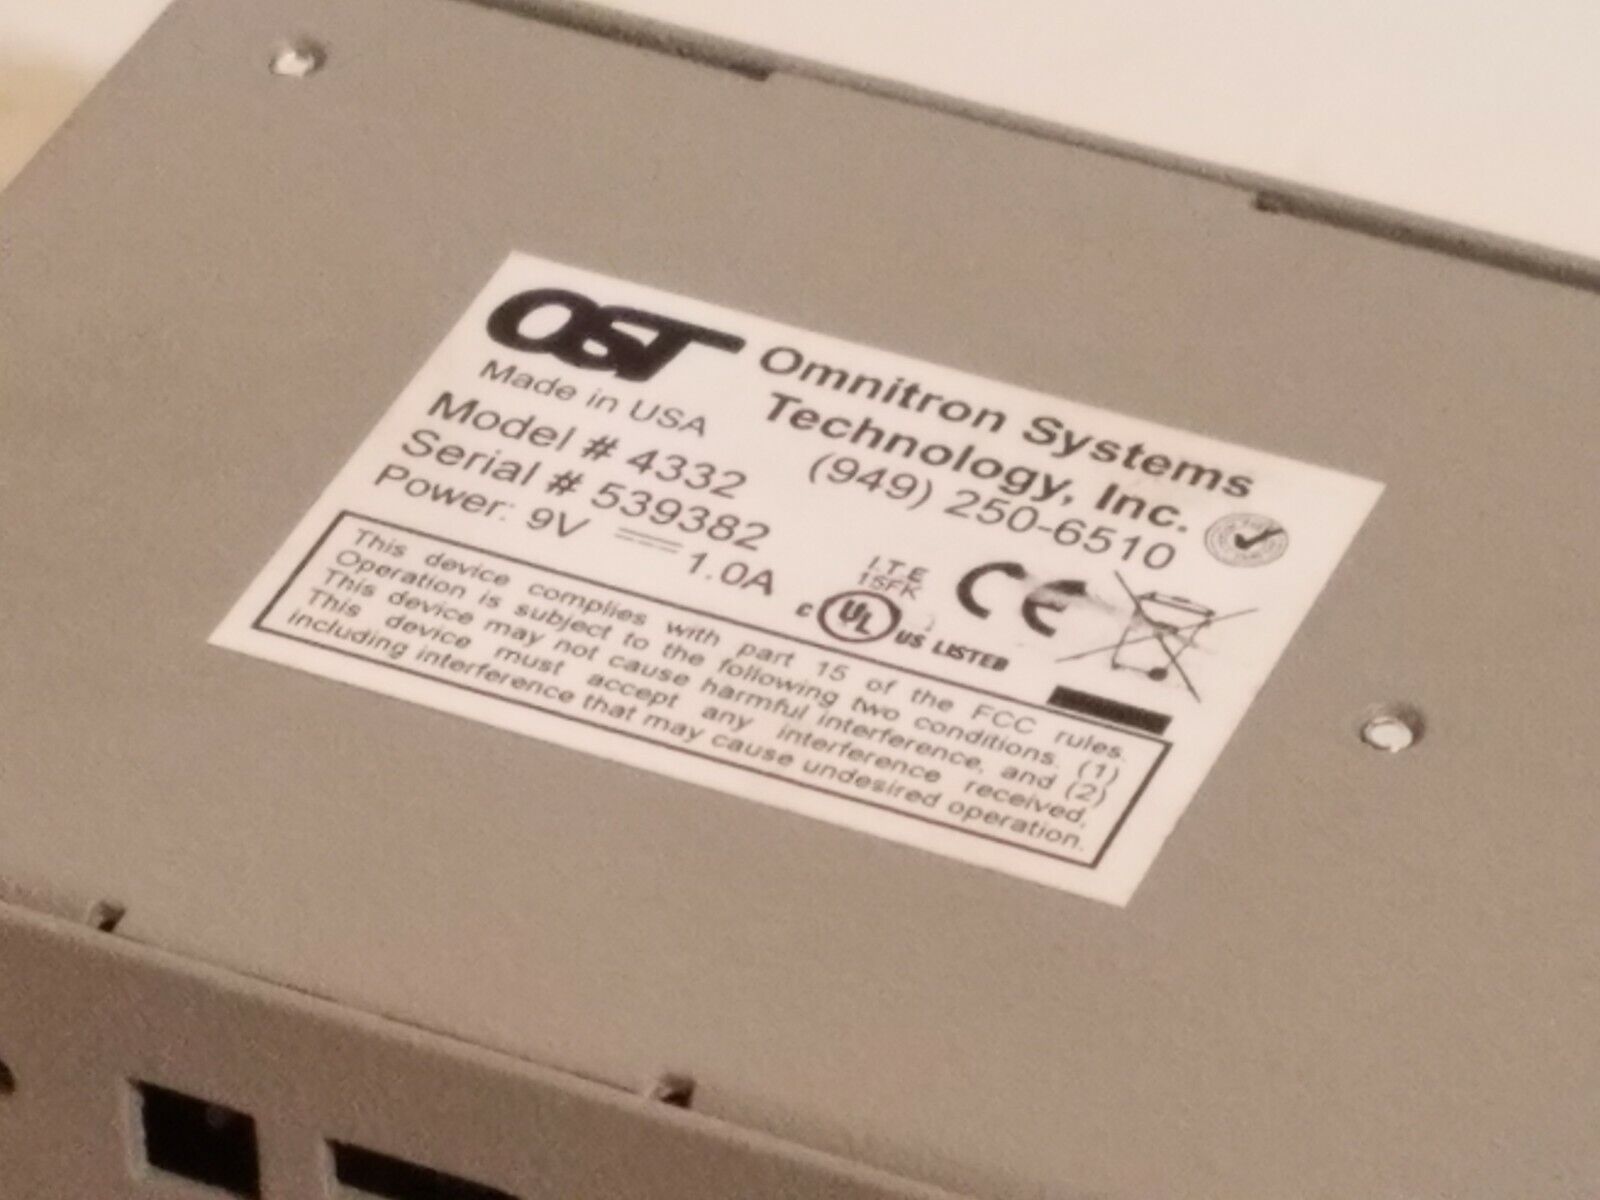 OST
Omnitron Systems
Technology, Inc.
(949) 250-6510
Made in USA
Model # 4332
Serial # 539382
Power: 9V 1.0A
I.T.E
15FK
c UL US LISTED
CE
This device complies with part 15 of the FCC rules.
Operation is subject to the following two conditions. (1)
This device may not cause harmful interference, and (2)
This device must accept any interference received,
including interference that may cause undesired operation.